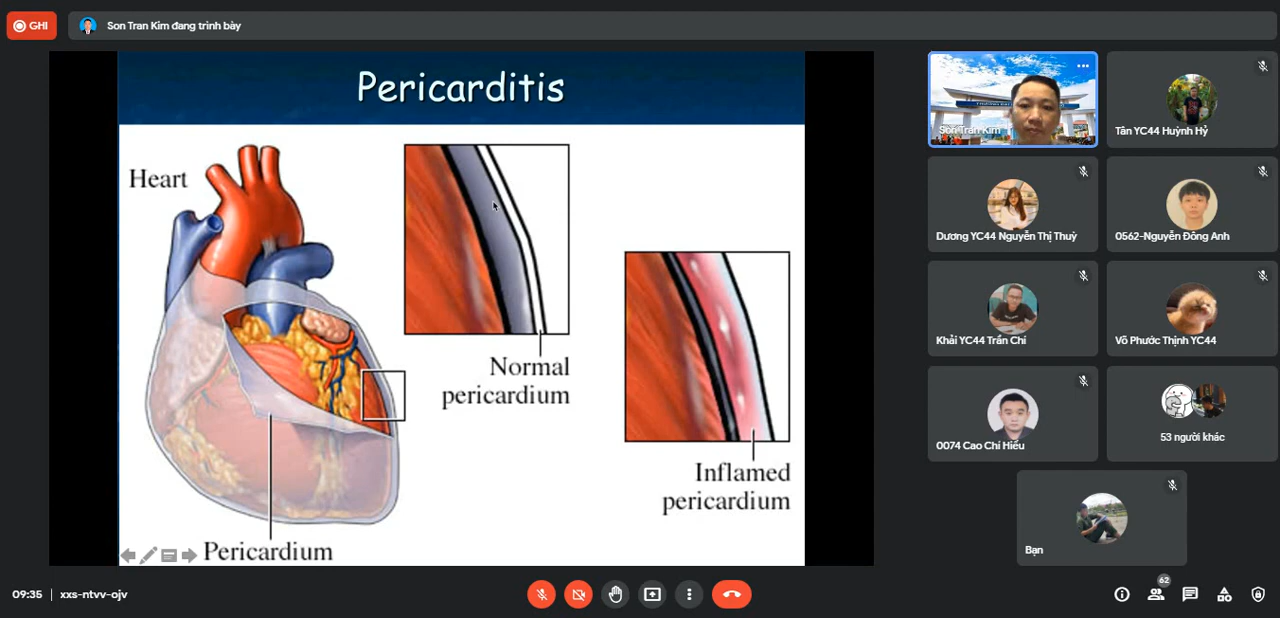 GHI
Son Tran Kim đang trình bày
Pericarditis
Heart
Normal
pericardium
Inflamed
pericardium
Pericardium
Son Tran Kim
Tân YC44 Huỳnh Hỷ
Dương YC44 Nguyễn Thị Thuỳ
0562-Nguyễn Đông Anh
Khải YC44 Trần Chí
Võ Phước Thịnh YC44
0074 Cao Chí Hiếu
53 người khác
Bạn
09:35
xxs-ntvv-ojv
62